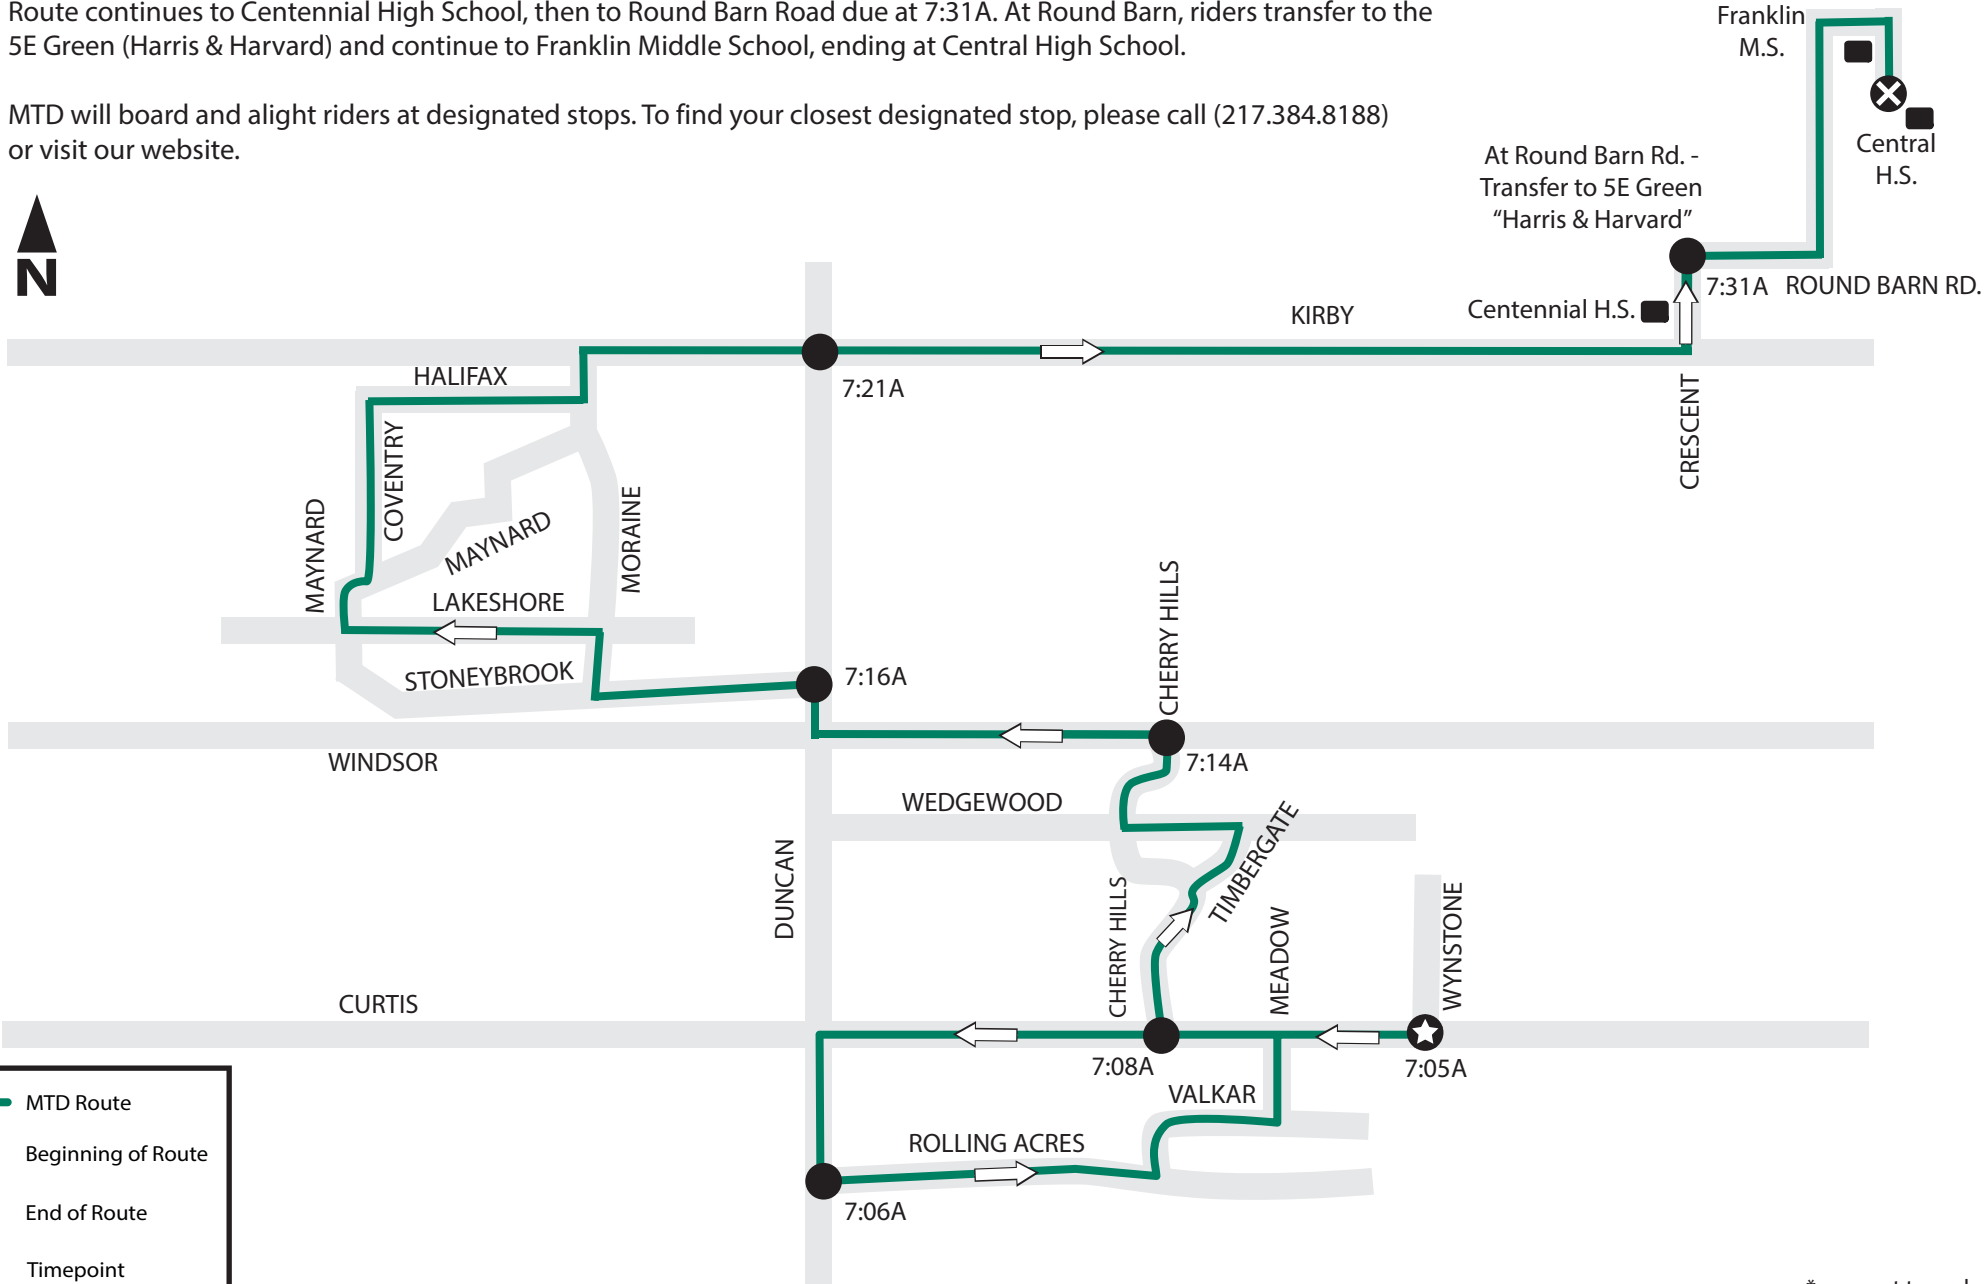 Route continues to Centennial High School, then to Round Barn Road due at 7:31A. At Round Barn, riders transfer to the
5E Green (Harris & Harvard) and continue to Franklin Middle School, ending at Central High School.
MTD will board and alight riders at designated stops. To find your closest designated stop, please call (217.384.8188)
or visit our website.
Franklin
M.S.
Central
H.S.
At Round Barn Rd. -
Transfer to 5E Green
“Harris & Harvard”
N
7:31A
ROUND BARN RD.
Centennial H.S.
KIRBY
HALIFAX
7:21A
CRESCENT
COVENTRY
MAYNARD
MAYNARD
MORAINE
LAKESHORE
CHERRY HILLS
STONEYBROOK
7:16A
WINDSOR
7:14A
WEDGEWOOD
TIMBERGATE
DUNCAN
CHERRY HILLS
MEADOW
WYNSTONE
CURTIS
7:08A
7:05A
VALKAR
ROLLING ACRES
7:06A
MTD Route
Beginning of Route
End of Route
Timepoint